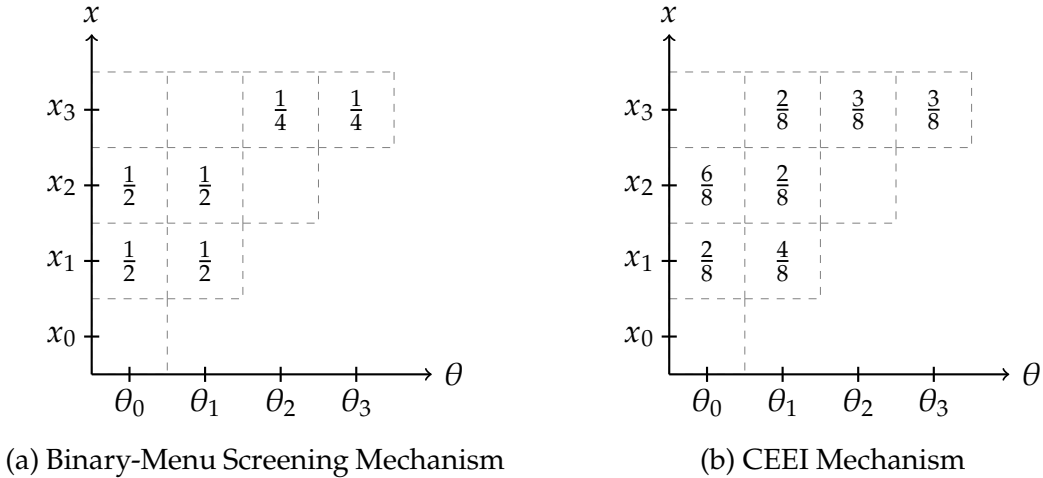 x
x₃ 1/4 1/4
x₂ 1/2 1/2
x₁ 1/2 1/2
x₀
θ
θ₀ θ₁ θ₂ θ₃
(a) Binary-Menu Screening Mechanism
x
x₃ 2/8 3/8 3/8
x₂ 6/8 2/8
x₁ 2/8 4/8
x₀
θ
θ₀ θ₁ θ₂ θ₃
(b) CEEI Mechanism